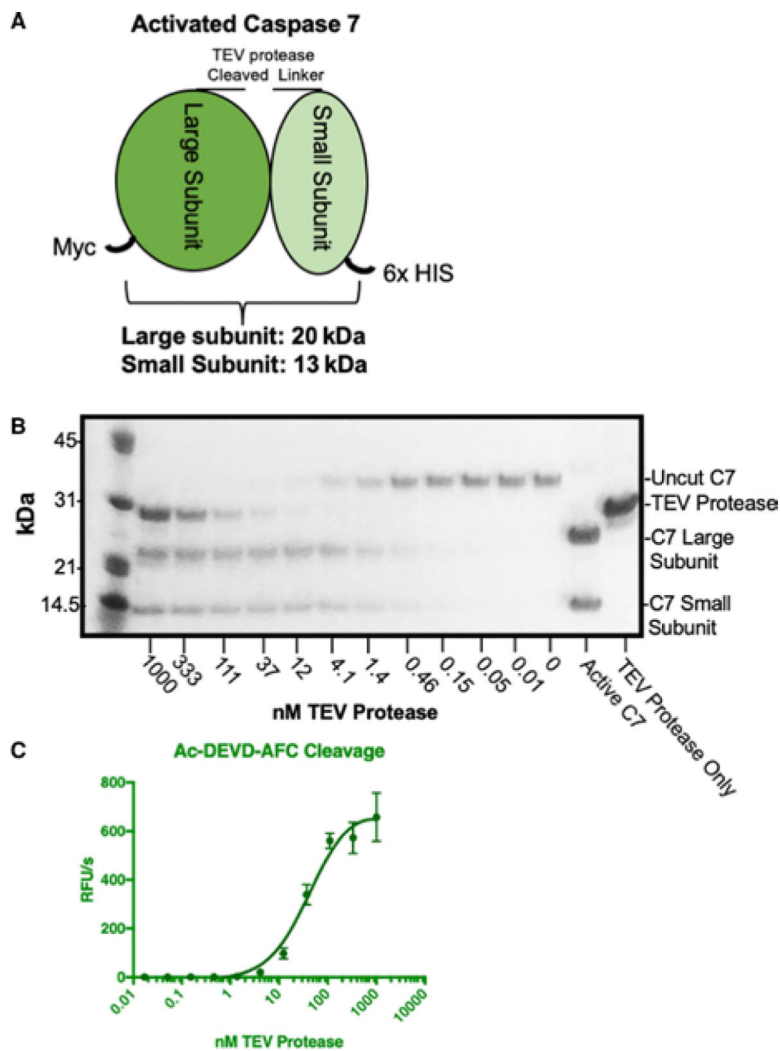 A
Activated Caspase 7
TEV protease
Cleaved Linker
Large Subunit
Small Subunit
Myc
6x HIS
Large subunit: 20 kDa
Small Subunit: 13 kDa
B
kDa
45
31
21
14.5
-Uncut C7
-TEV Protease
-C7 Large
Subunit
-C7 Small
Subunit
1000
333
111
37
12
4.1
1.4
0.46
0.15
0.05
0.01
0
Active C7
TEV Protease Only
nM TEV Protease
C
Ac-DEVD-AFC Cleavage
RFU/s
800
600
400
200
0
0.01
0.1
1
10
100
1000
10000
nM TEV Protease